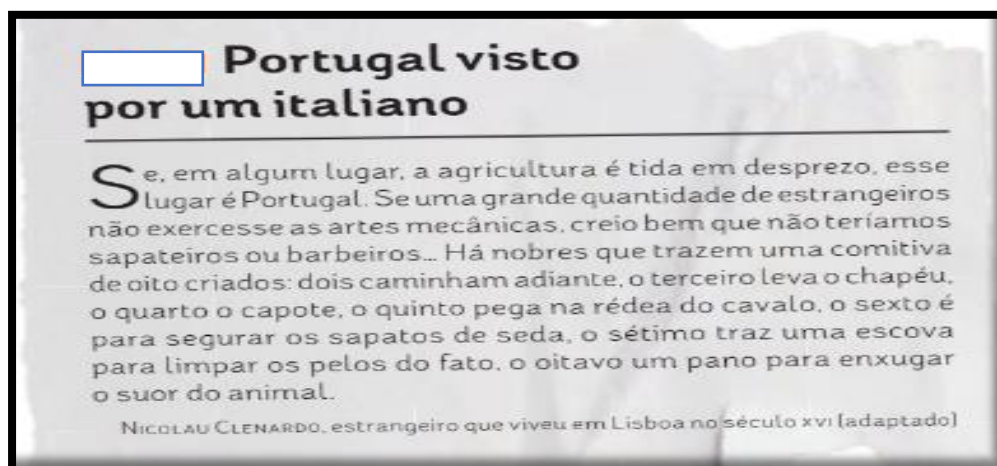 Portugal visto
por um italiano
Se, em algum lugar, a agricultura é tida em desprezo, esse
lugar é Portugal. Se uma grande quantidade de estrangeiros
não exercesse as artes mecânicas, creio bem que não teríamos
sapateiros ou barbeiros... Há nobres que trazem uma comitiva
de oito criados: dois caminham adiante, o terceiro leva o chapéu,
o quarto o capote, o quinto pega na rédea do cavalo, o sexto é
para segurar os sapatos de seda, o sétimo traz uma escova
para limpar os pelos do fato, o oitavo um pano para enxugar
o suor do animal.
Nicolau Clenardo, estrangeiro que viveu em Lisboa no século xvi (adaptado)